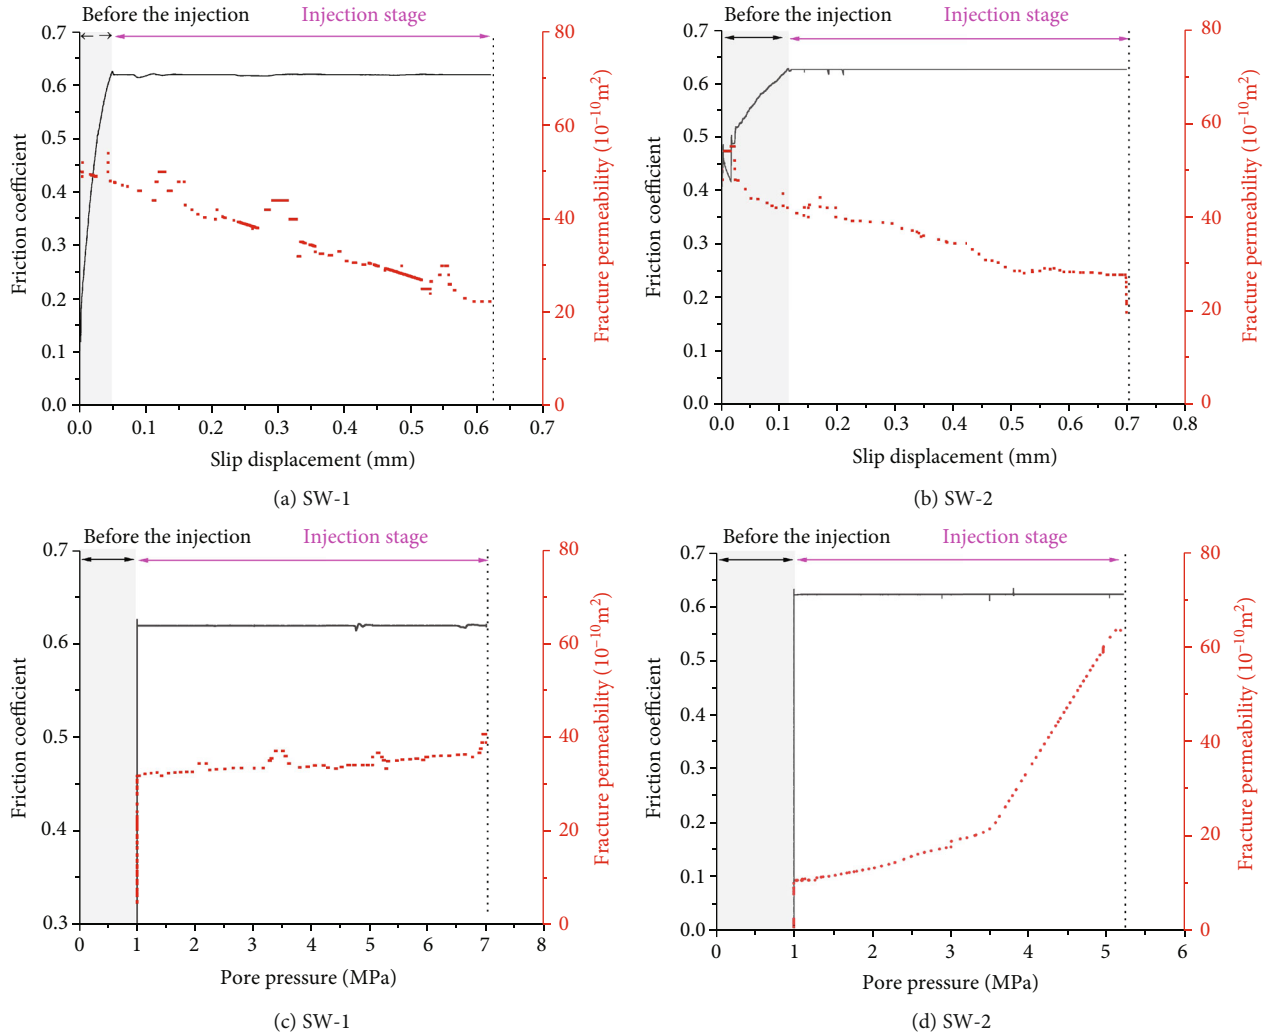 Before the injection Injection stage
0.7
0.6
0.5
0.4
0.3
0.2
0.1
0.0
Friction coefficient
80
60
40
20
0
Fracture permeability (10⁻¹⁰m²)
0.0 0.1 0.2 0.3 0.4 0.5 0.6 0.7
Slip displacement (mm)
(a) SW-1
Before the injection Injection stage
0.7
0.6
0.5
0.4
0.3
0.2
0.1
0.0
Friction coefficient
80
60
40
20
0
Fracture permeability (10⁻¹⁰m²)
0.0 0.1 0.2 0.3 0.4 0.5 0.6 0.7 0.8
Slip displacement (mm)
(b) SW-2
Before the injection Injection stage
0.7
0.6
0.5
0.4
0.3
Friction coefficient
80
60
40
20
0
Fracture permeability (10⁻¹⁰m²)
0 1 2 3 4 5 6 7 8
Pore pressure (MPa)
(c) SW-1
Before the injection Injection stage
0.7
0.6
0.5
0.4
0.3
0.2
0.1
0.0
Friction coefficient
80
60
40
20
0
Fracture permeability (10⁻¹⁰m²)
0 1 2 3 4 5 6
Pore pressure (MPa)
(d) SW-2